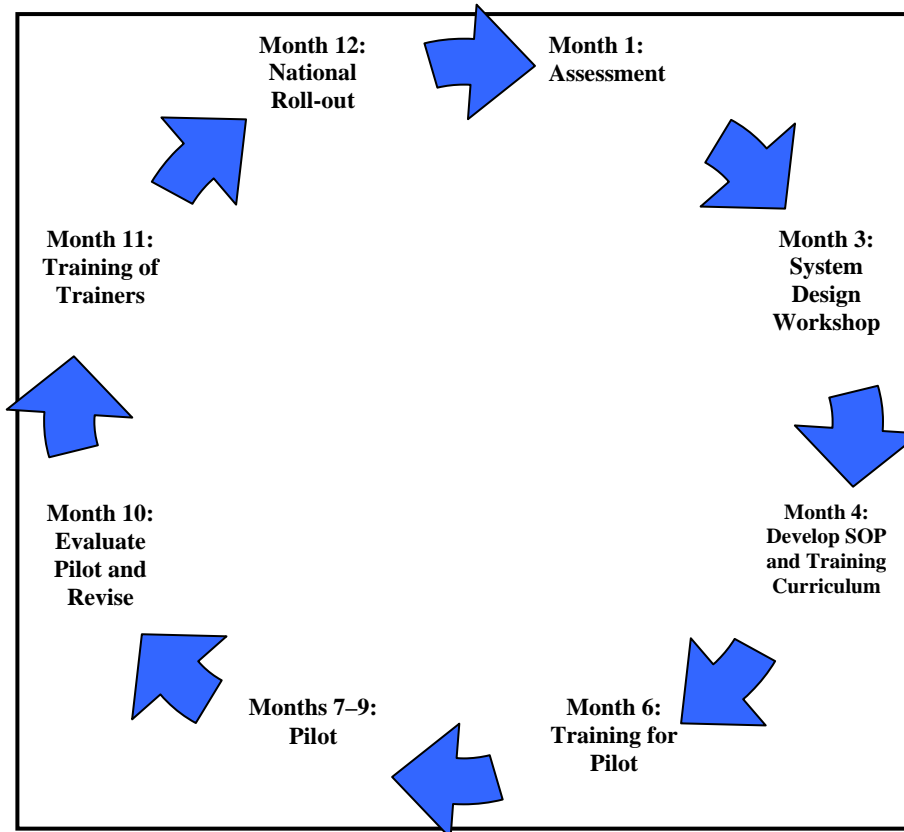 Month 12:
National
Roll-out
Month 1:
Assessment
Month 3:
System
Design
Workshop
Month 4:
Develop SOP
and Training
Curriculum
Month 6:
Training for
Pilot
Months 7–9:
Pilot
Month 10:
Evaluate
Pilot and
Revise
Month 11:
Training of
Trainers